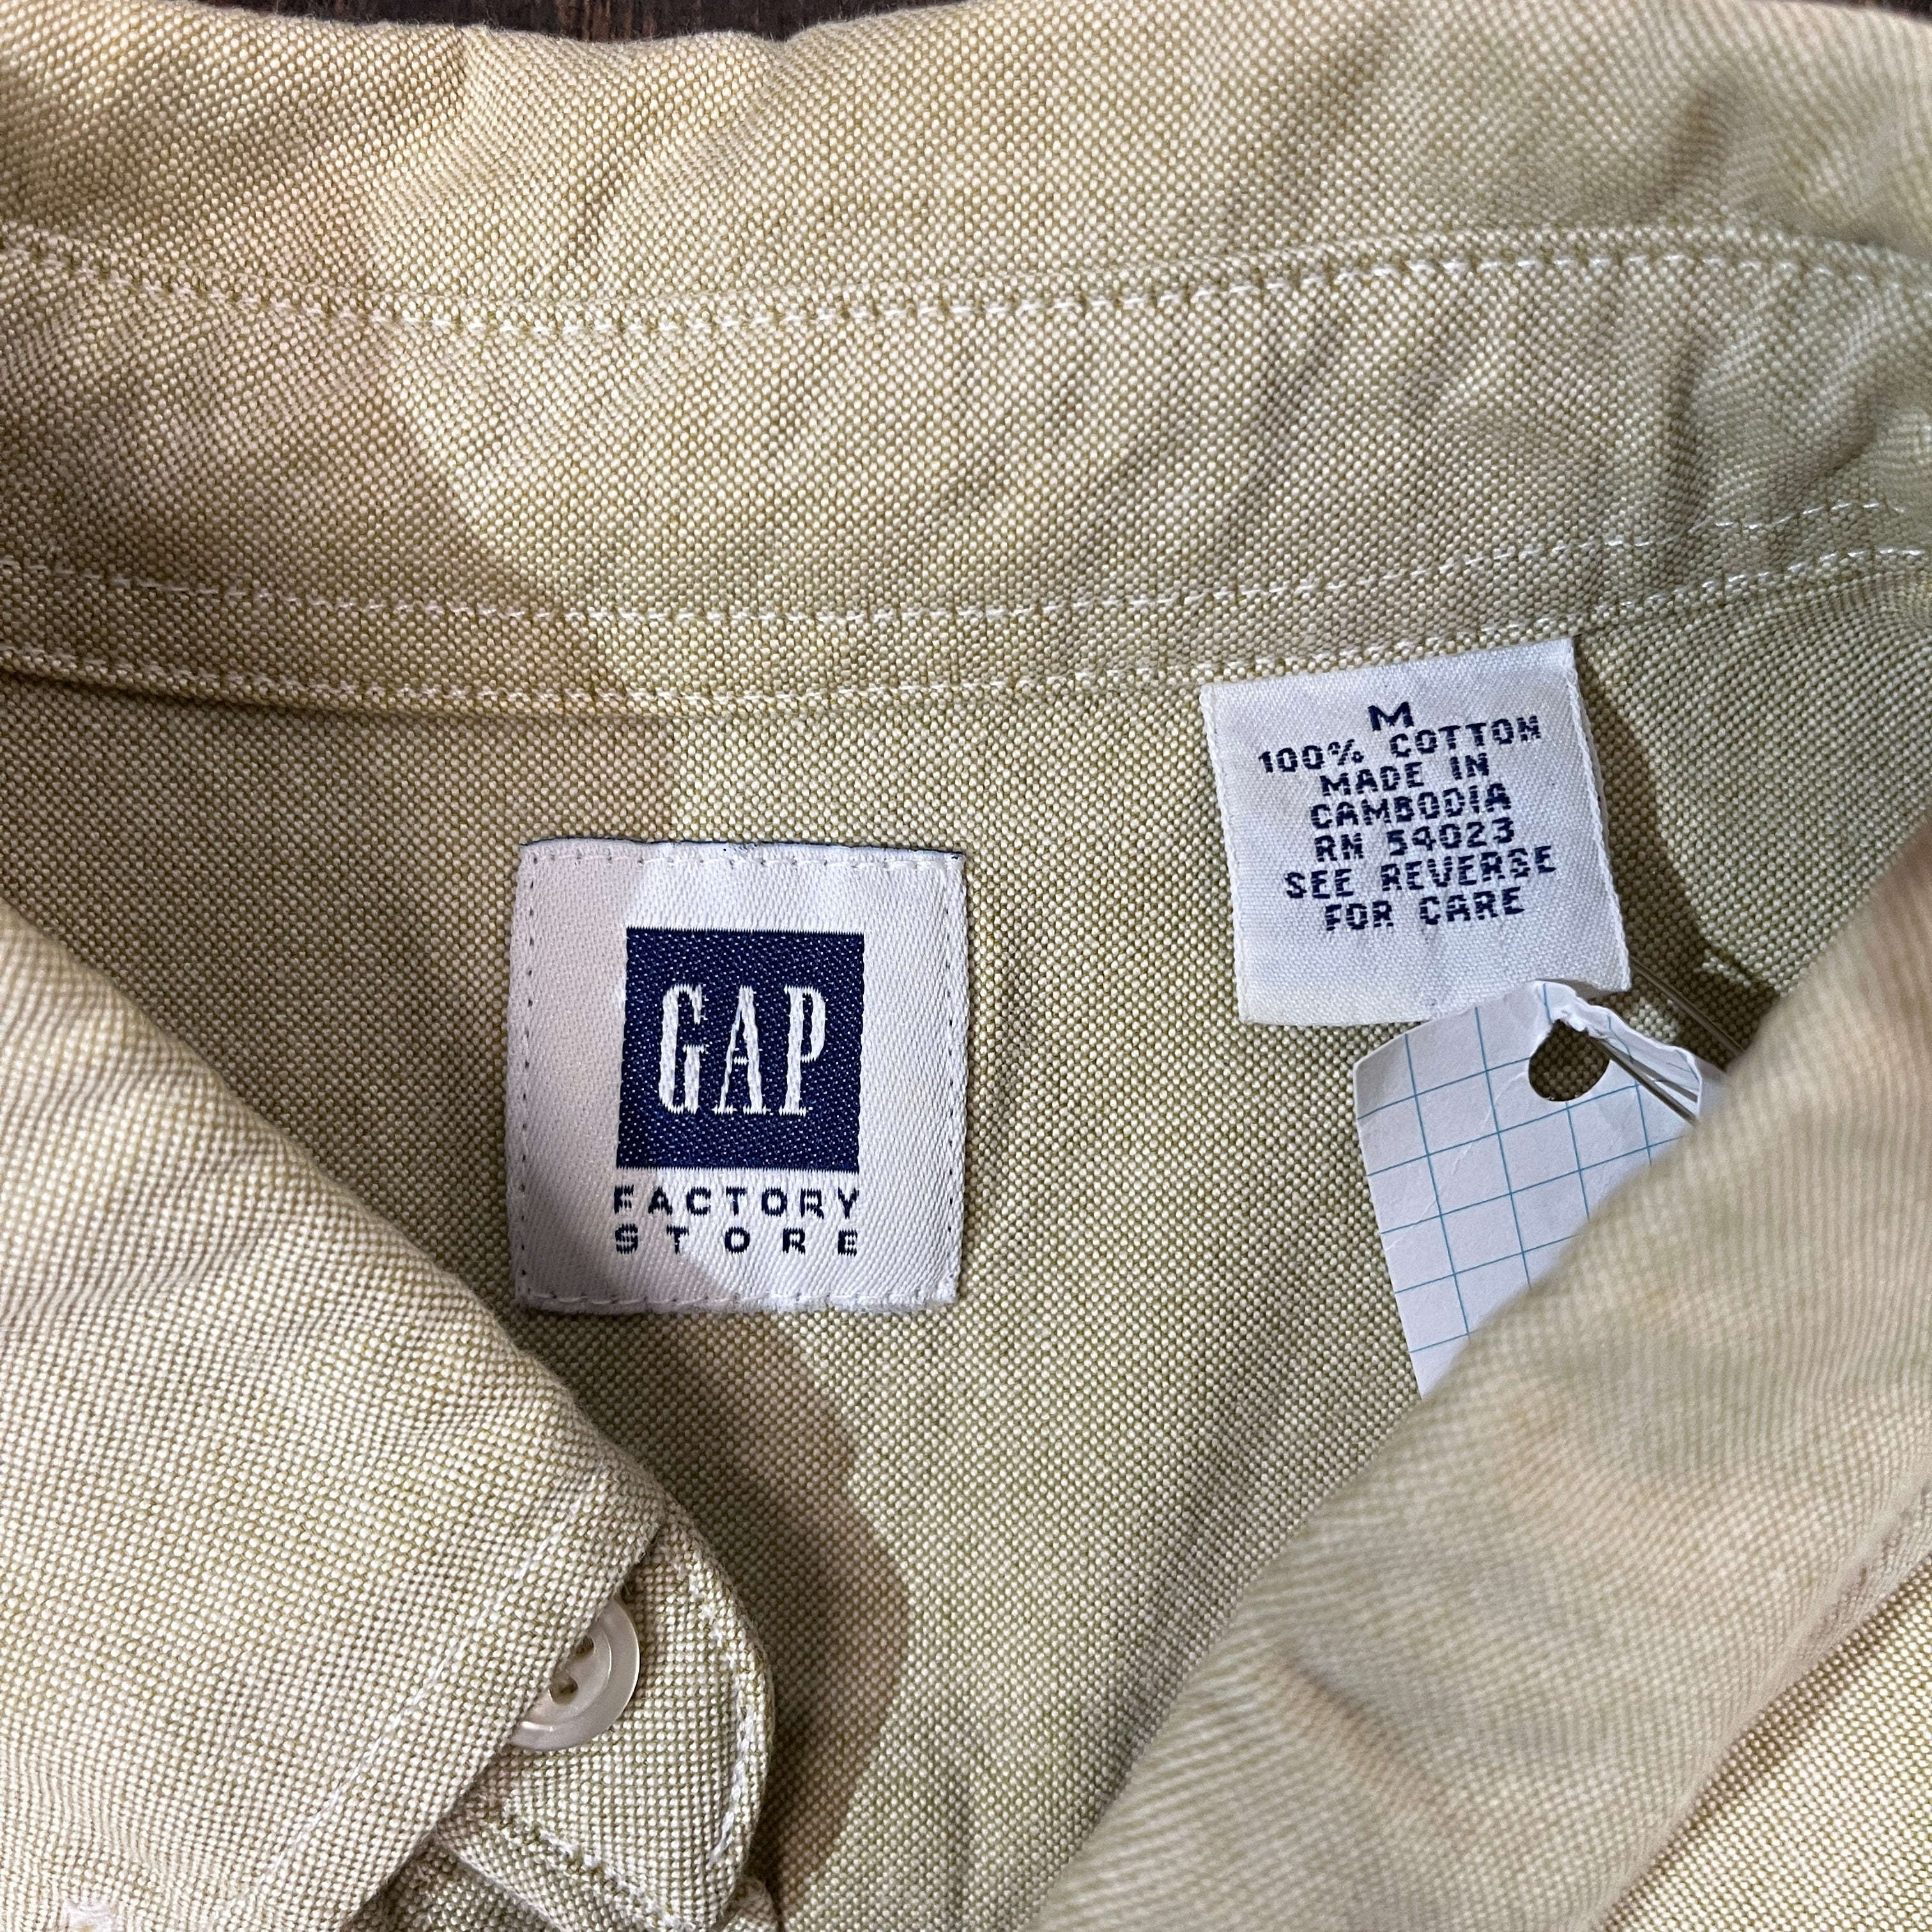 GAP
FACTORY
STORE
M
100% COTTON
MADE IN
CAMBODIA
RN 54023
SEE REVERSE
FOR CARE